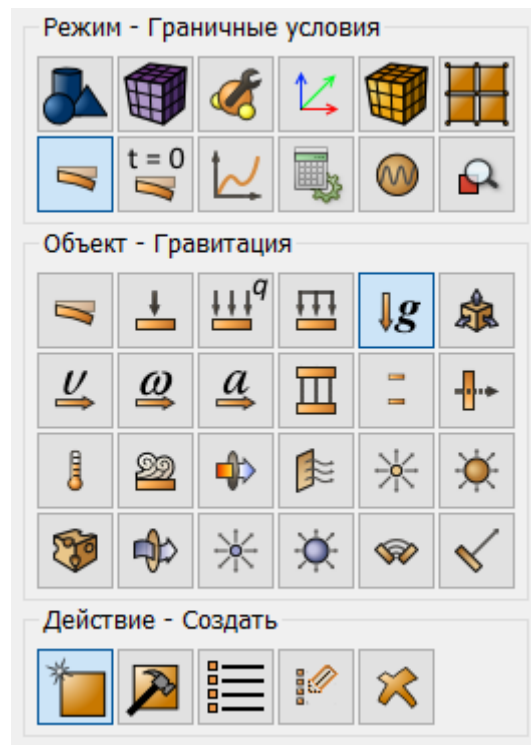 Режим - Граничные условия
t = 0
Объект - Гравитация
q
g
υ ω a
Действие - Создать